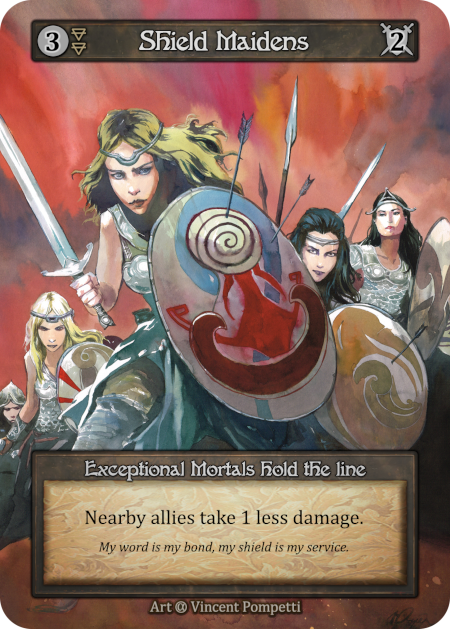 3
Shield Maidens
2
Exceptional Mortals hold the line
Nearby allies take 1 less damage.
My word is my bond, my shield is my service.
Art @ Vincent Pompetti